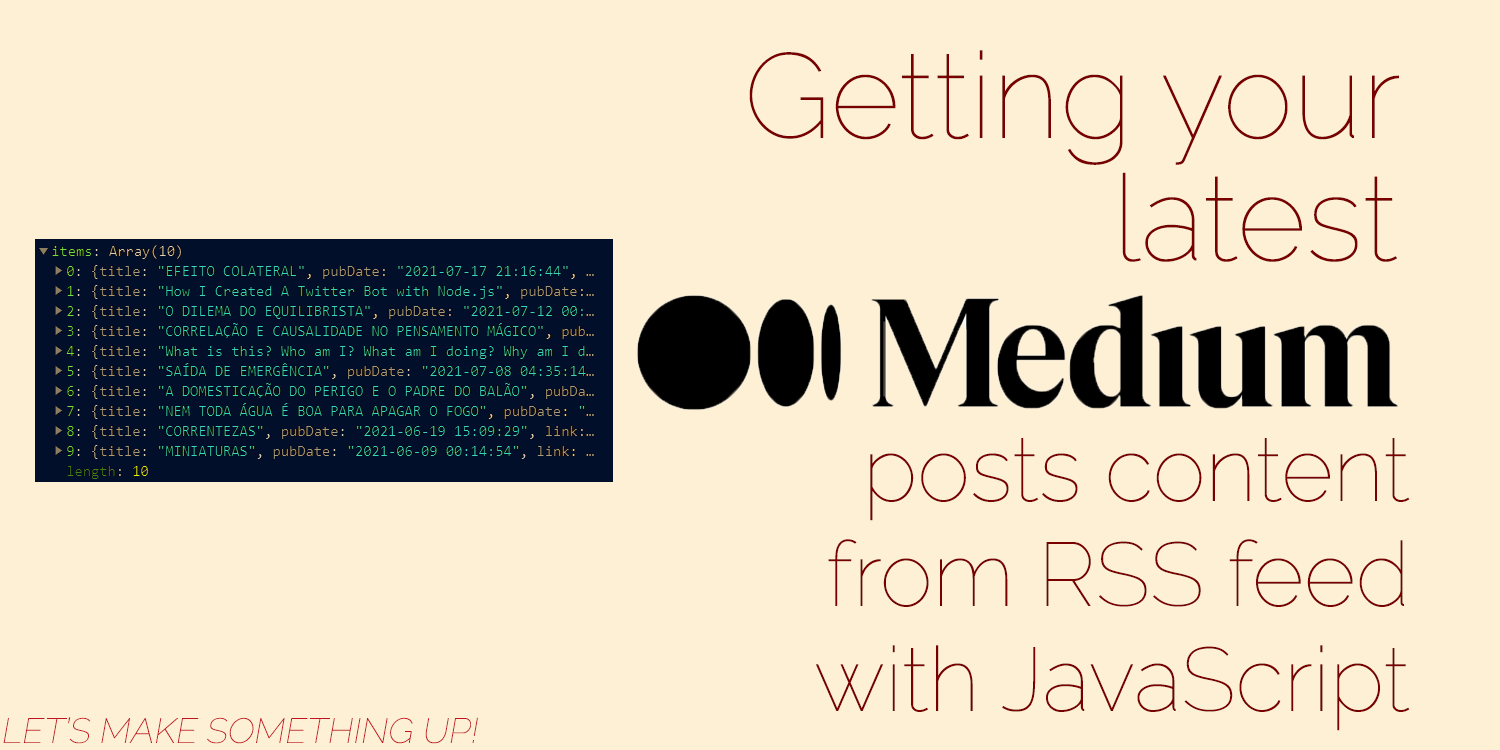 Getting your
latest
Medium
posts content
from RSS feed
with JavaScript
items: Array(10)
0: {title: "EFEITO COLATERAL", pubDate: "2021-07-17 21:16:44", …
1: {title: "How I Created A Twitter Bot with Node.js", pubDate:…
2: {title: "O DILEMA DO EQUILIBRISTA", pubDate: "2021-07-12 00:…
3: {title: "CORRELAÇÃO E CAUSALIDADE NO PENSAMENTO MÁGICO", pub…
4: {title: "What is this? Who am I? What am I doing? Why am I d…
5: {title: "SAÍDA DE EMERGÊNCIA", pubDate: "2021-07-08 04:35:14…
6: {title: "A DOMESTICAÇÃO DO PERIGO E O PADRE DO BALÃO", pubDa…
7: {title: "NEM TODA ÁGUA É BOA PARA APAGAR O FOGO", pubDate: "…
8: {title: "CORRENTEZAS", pubDate: "2021-06-19 15:09:29", link:…
9: {title: "MINIATURAS", pubDate: "2021-06-09 00:14:54", link: …
length: 10
LET'S MAKE SOMETHING UP!